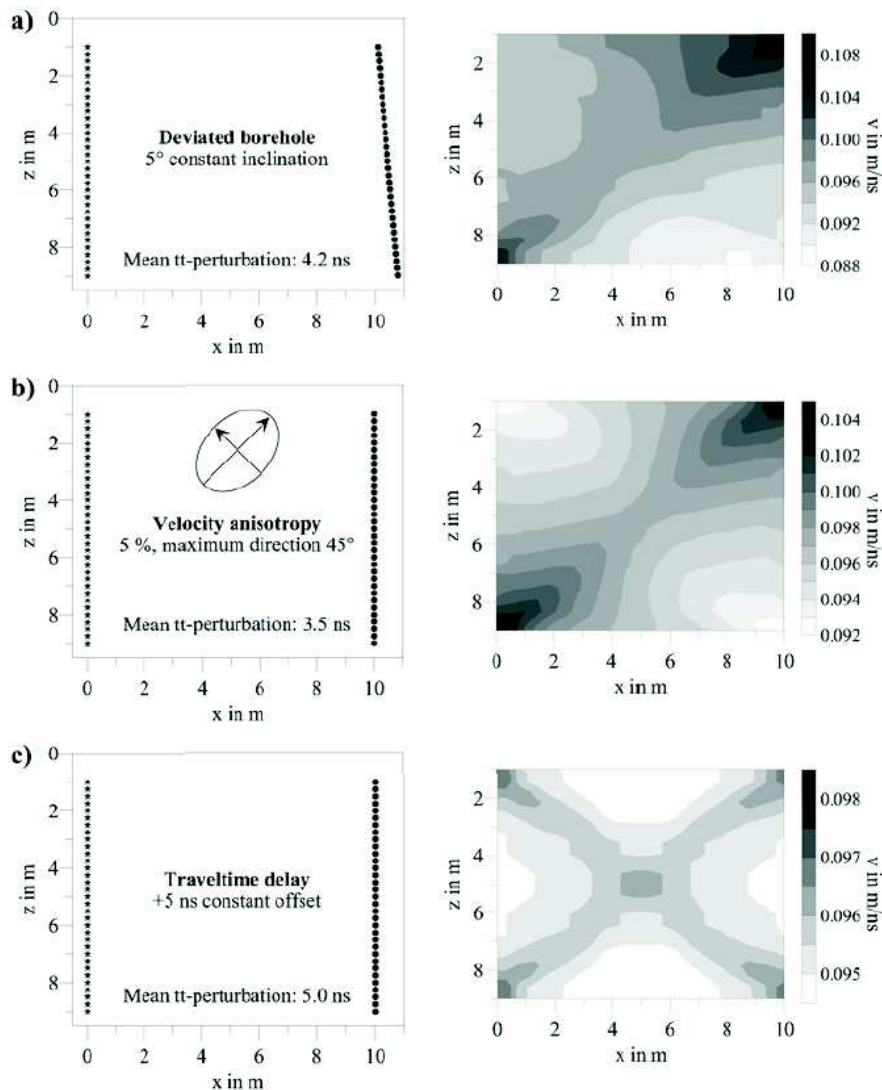 a)
0
2
4
6
8
z in m
Deviated borehole
5° constant inclination
Mean tt-perturbation: 4.2 ns
0 2 4 6 8 10
x in m
2
4
6
8
z in m
0 2 4 6 8 10
x in m
0.108
0.104
0.100
0.096
0.092
0.088
v in m/ns
b)
0
2
4
6
8
z in m
Velocity anisotropy
5 %, maximum direction 45°
Mean tt-perturbation: 3.5 ns
0 2 4 6 8 10
x in m
2
4
6
8
z in m
0 2 4 6 8 10
x in m
0.104
0.102
0.100
0.098
0.096
0.094
0.092
v in m/ns
c)
0
2
4
6
8
z in m
Traveltime delay
+5 ns constant offset
Mean tt-perturbation: 5.0 ns
0 2 4 6 8 10
x in m
2
4
6
8
z in m
0 2 4 6 8 10
x in m
0.098
0.097
0.096
0.095
v in m/ns